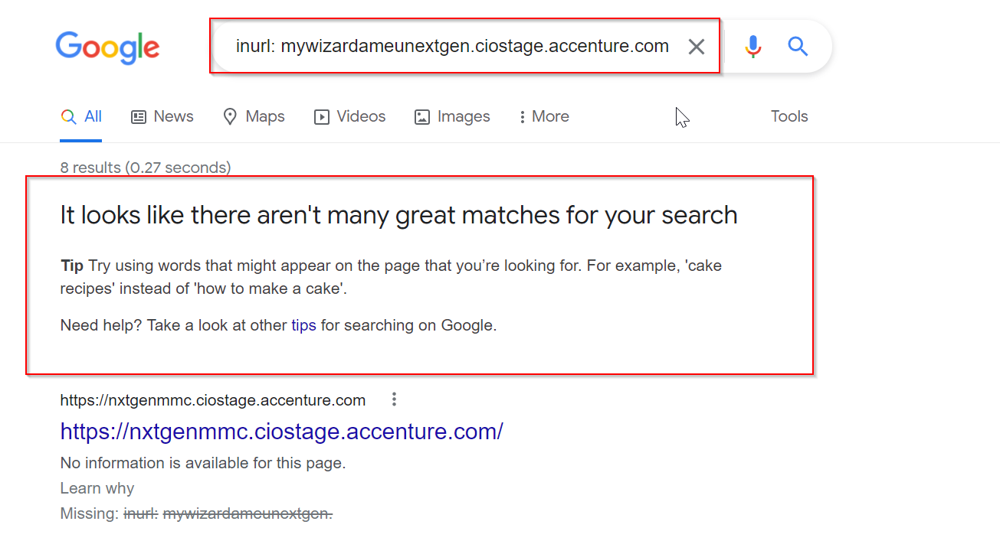 Google
inurl: mywizardameunextgen.ciostage.accenture.com
All
News
Maps
Videos
Images
More
Tools
8 results (0.27 seconds)
It looks like there aren't many great matches for your search
Tip Try using words that might appear on the page that you’re looking for. For example, 'cake
recipes' instead of 'how to make a cake'.
Need help? Take a look at other tips for searching on Google.
https://nxtgenmmc.ciostage.accenture.com
https://nxtgenmmc.ciostage.accenture.com/
No information is available for this page.
Learn why
Missing: inurl: mywizardameunextgen.